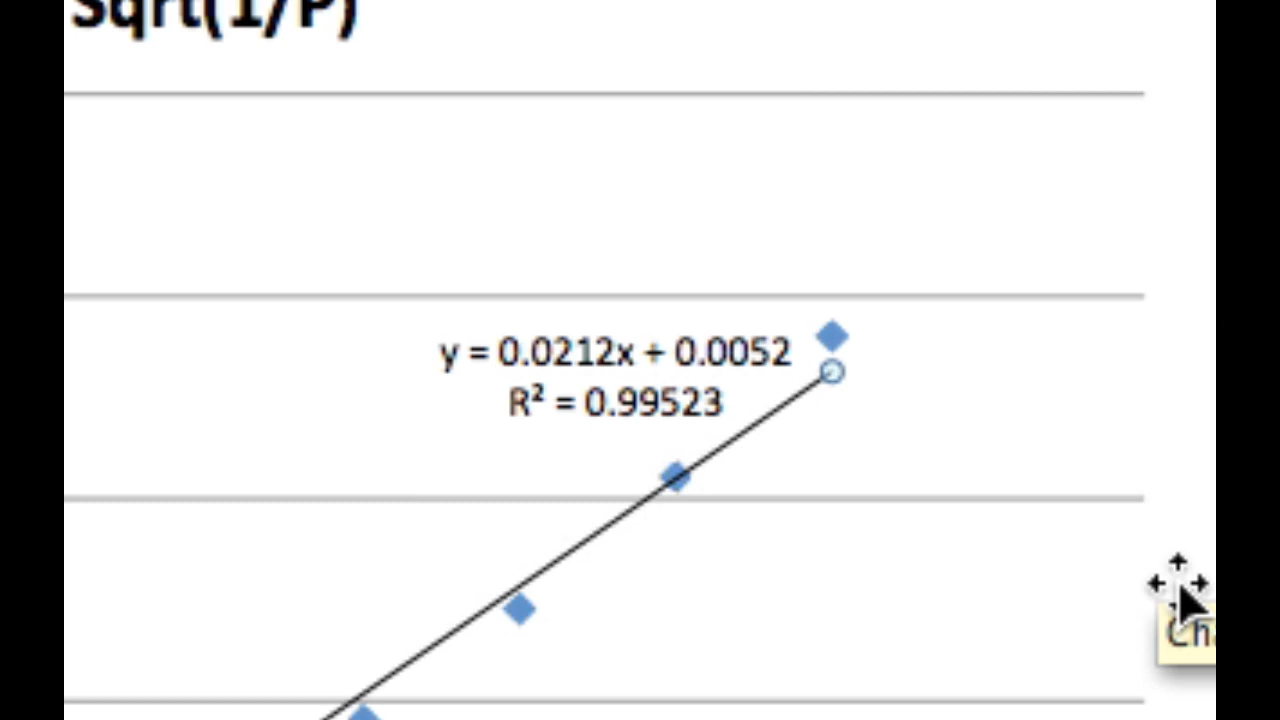 Sqrt(1/P)
y = 0.0212x + 0.0052
R² = 0.99523